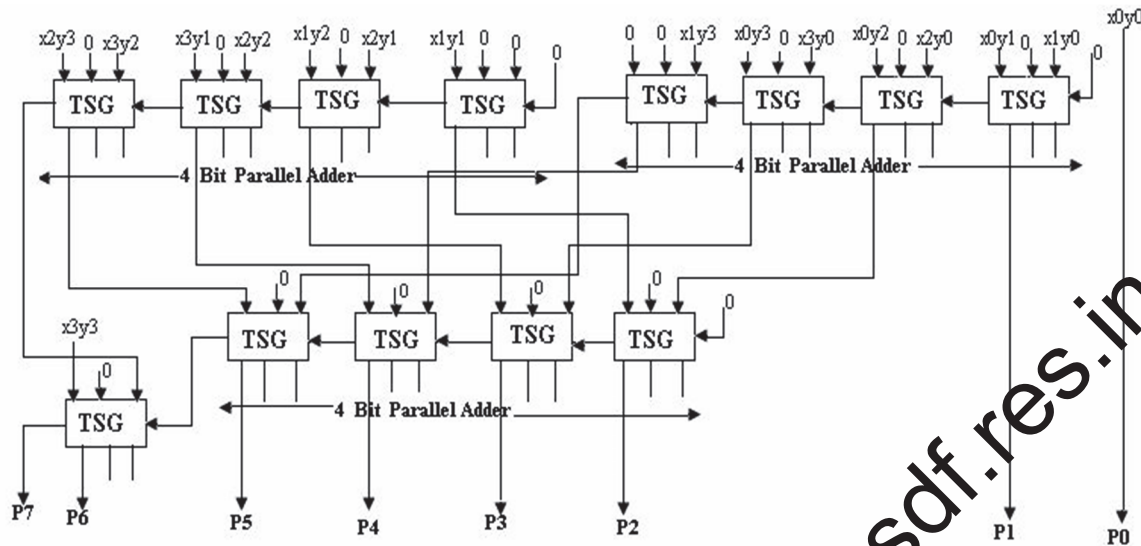 x0y0
x2y3 0 x3y2 x3y1 0 x2y2 x1y2 0 x2y1 x1y1 0 0 0 0 0 x1y3 x0y3 0 x3y0 x0y2 0 x2y0 x0y1 0 x1y0 0
TSG TSG TSG TSG TSG TSG TSG TSG
4 Bit Parallel Adder 4 Bit Parallel Adder
0 0 0 0 0
TSG TSG TSG TSG
x3y3 0
4 Bit Parallel Adder
TSG
P7 P6 P5 P4 P3 P2 P1 P0
sdf.res.in